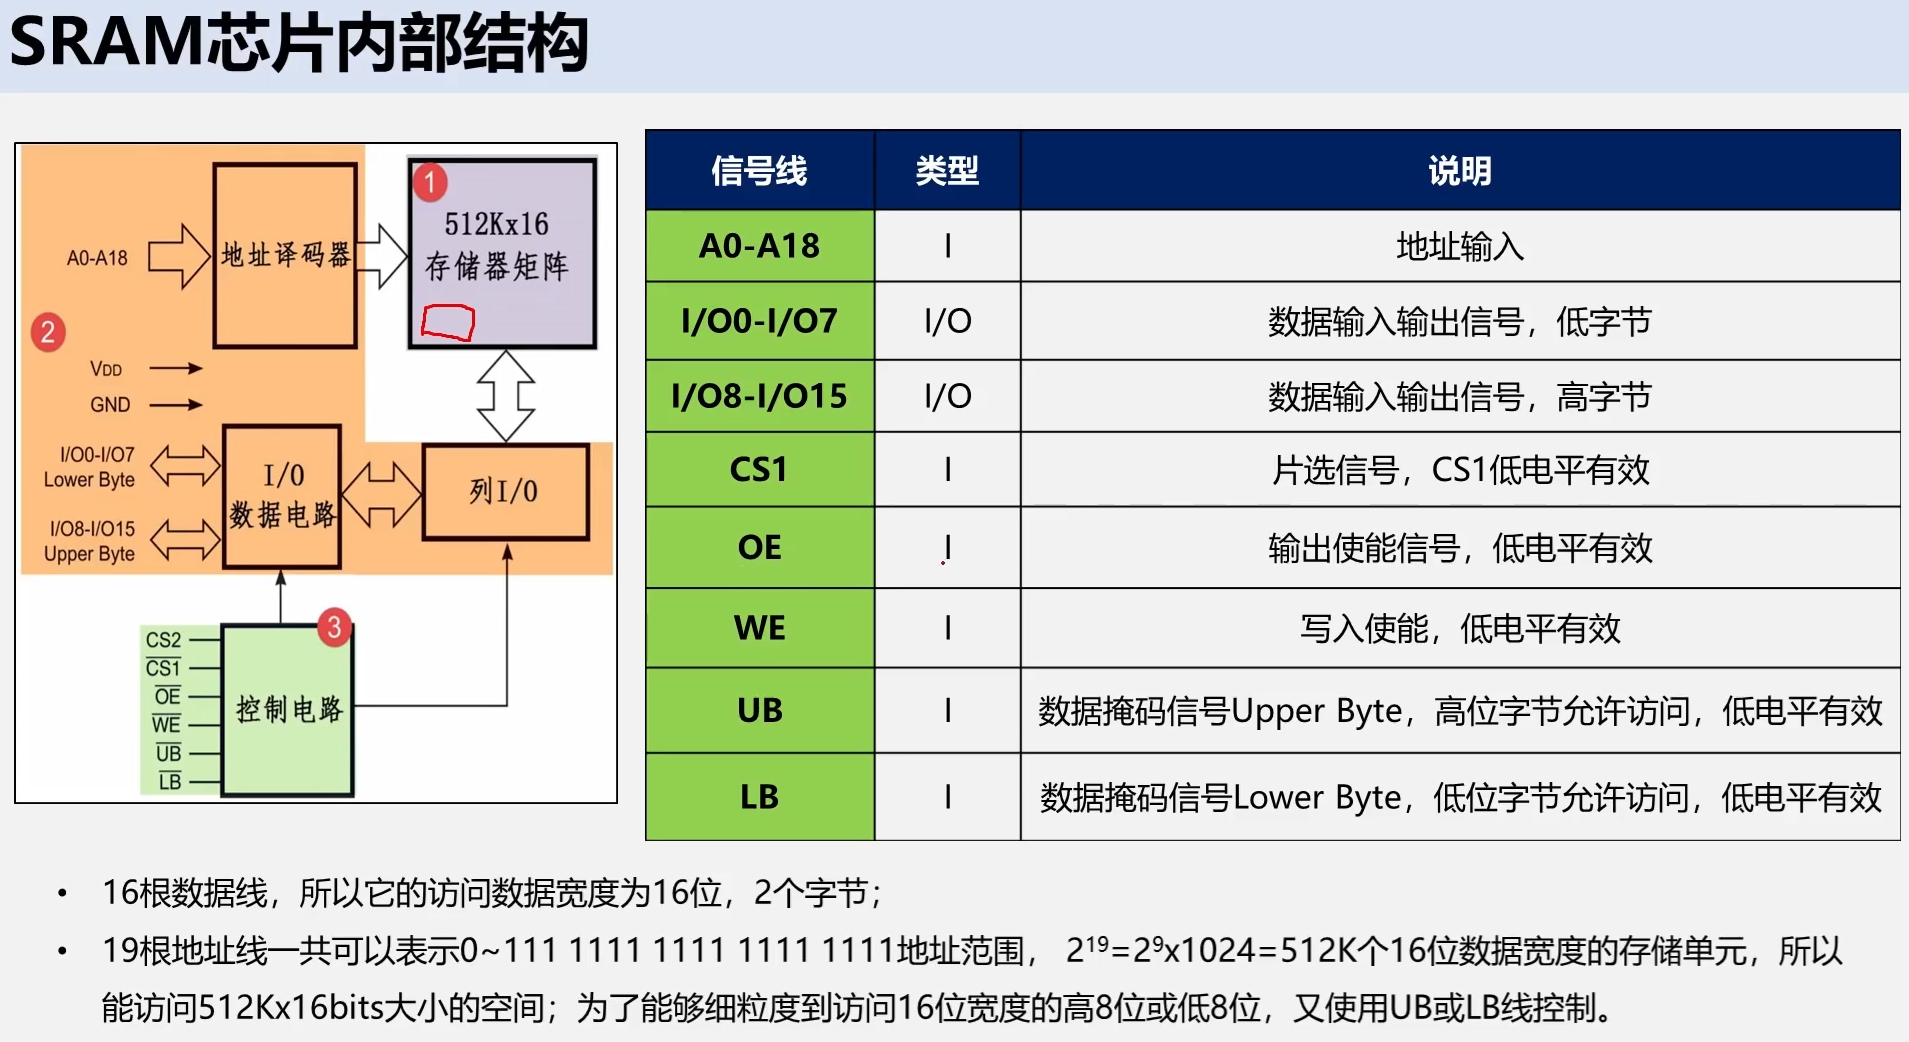 SRAM芯片内部结构
A0-A18
地址译码器
1
512Kx16
存储器矩阵
2
VDD
GND
I/O0-I/O7
Lower Byte
I/O8-I/O15
Upper Byte
I/O
数据电路
列I/O
3
CS2
CS1
OE
WE
UB
LB
控制电路
信号线 类型 说明
A0-A18 I 地址输入
I/O0-I/O7 I/O 数据输入输出信号，低字节
I/O8-I/O15 I/O 数据输入输出信号，高字节
CS1 I 片选信号，CS1低电平有效
OE I 输出使能信号，低电平有效
WE I 写入使能，低电平有效
UB I 数据掩码信号Upper Byte，高位字节允许访问，低电平有效
LB I 数据掩码信号Lower Byte，低位字节允许访问，低电平有效
• 16根数据线，所以它的访问数据宽度为16位，2个字节；
• 19根地址线一共可以表示0~111 1111 1111 1111 1111地址范围， 2¹⁹=2⁹x1024=512K个16位数据宽度的存储单元，所以
能访问512Kx16bits大小的空间；为了能够细粒度到访问16位宽度的高8位或低8位，又使用UB或LB线控制。